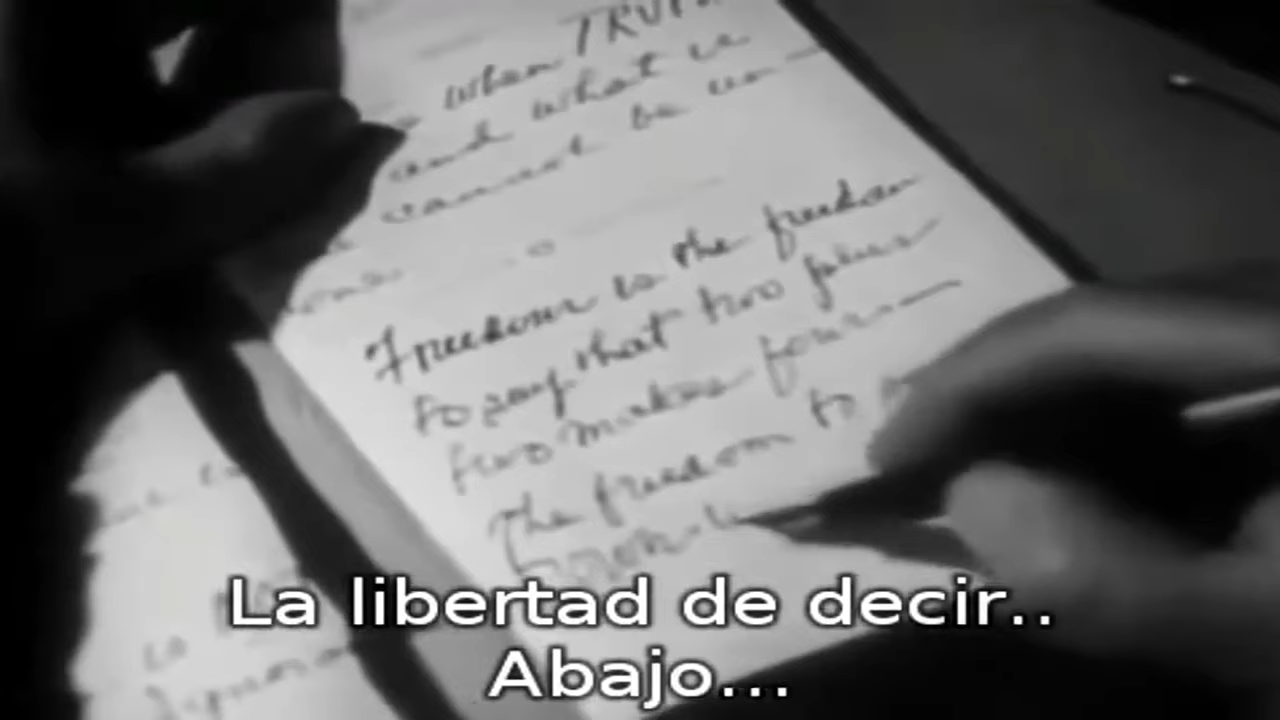 when TRUTH
and what is
cannot be un—
Freedom is the freedom
to say that two plus
two makes four—
The freedom to
La libertad de decir..
Abajo...